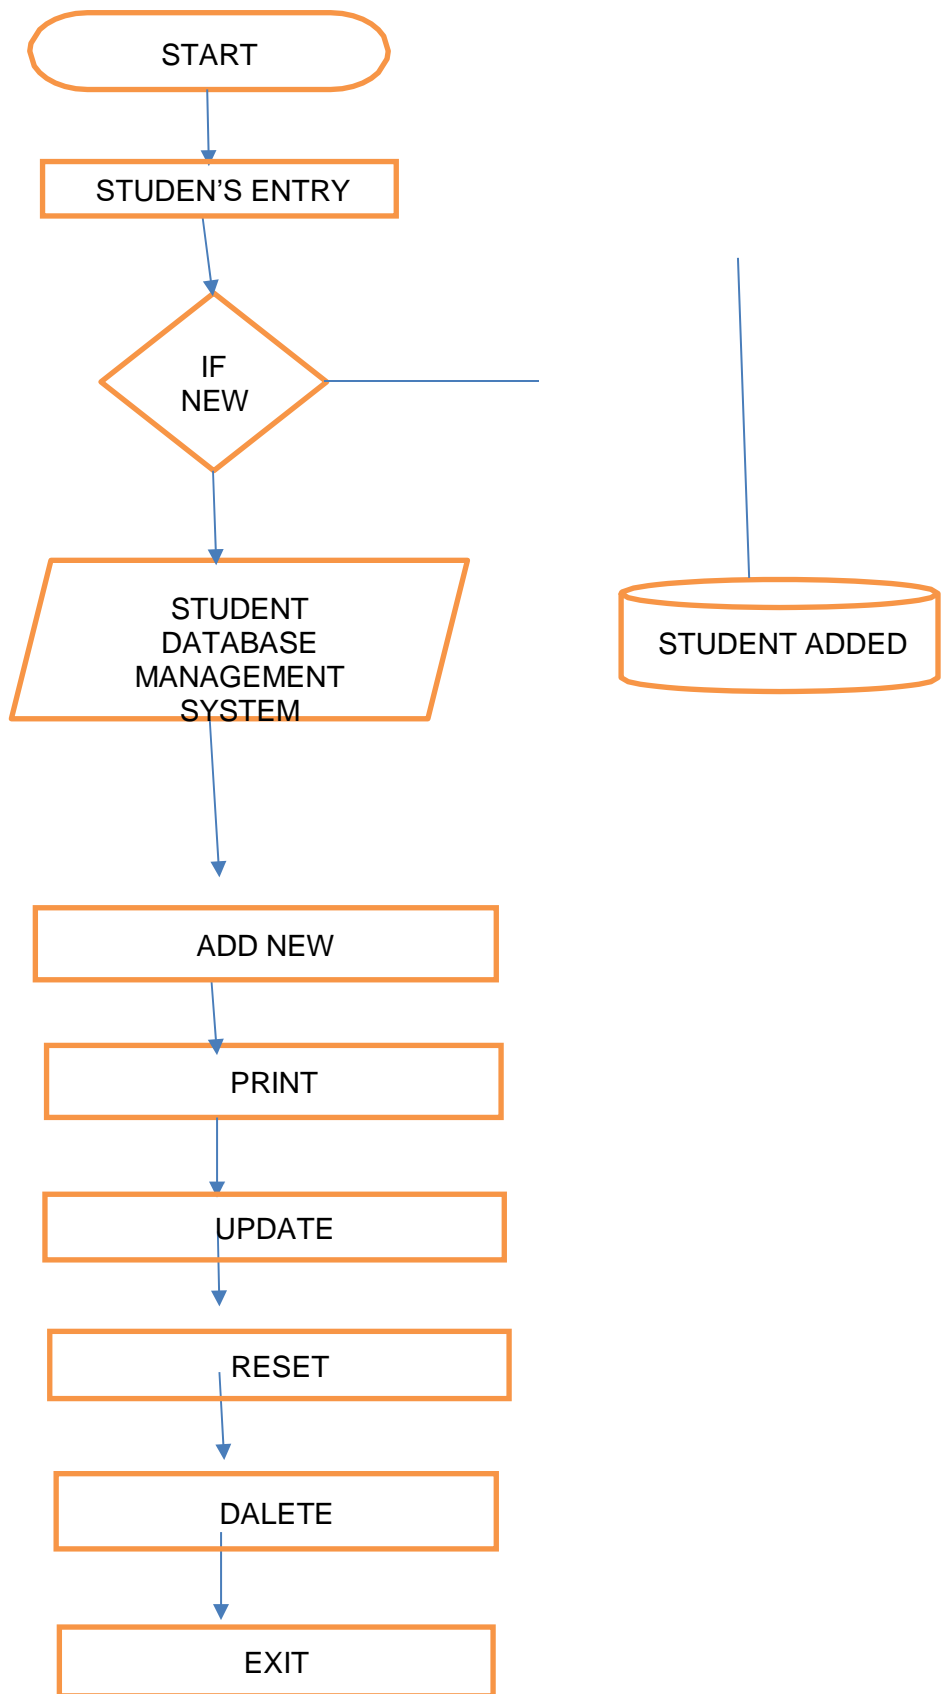 START
STUDEN'S ENTRY
IF
NEW
STUDENT
DATABASE
MANAGEMENT
SYSTEM
STUDENT ADDED
ADD NEW
PRINT
UPDATE
RESET
DALETE
EXIT